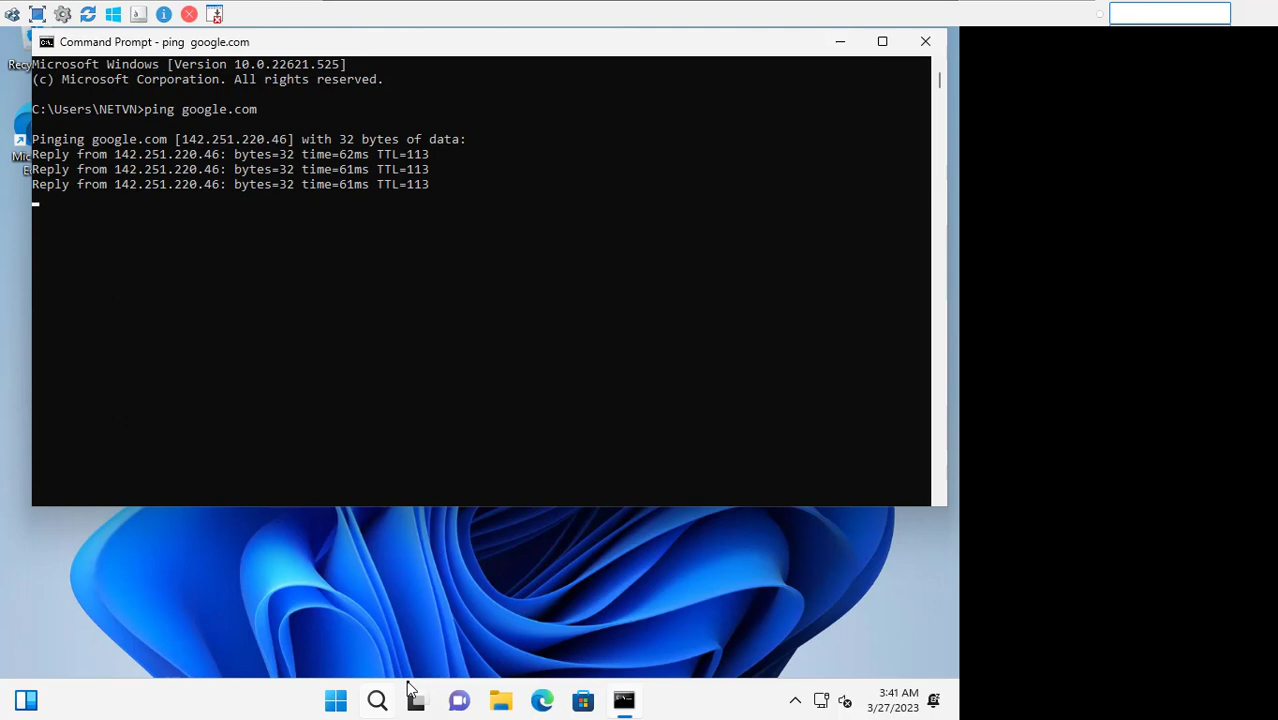 Command Prompt - ping  google.com
Microsoft Windows [Version 10.0.22621.525]
(c) Microsoft Corporation. All rights reserved.
C:\Users\NETVN>ping google.com
Pinging google.com [142.251.220.46] with 32 bytes of data:
Reply from 142.251.220.46: bytes=32 time=62ms TTL=113
Reply from 142.251.220.46: bytes=32 time=61ms TTL=113
Reply from 142.251.220.46: bytes=32 time=61ms TTL=113
3:41 AM
3/27/2023